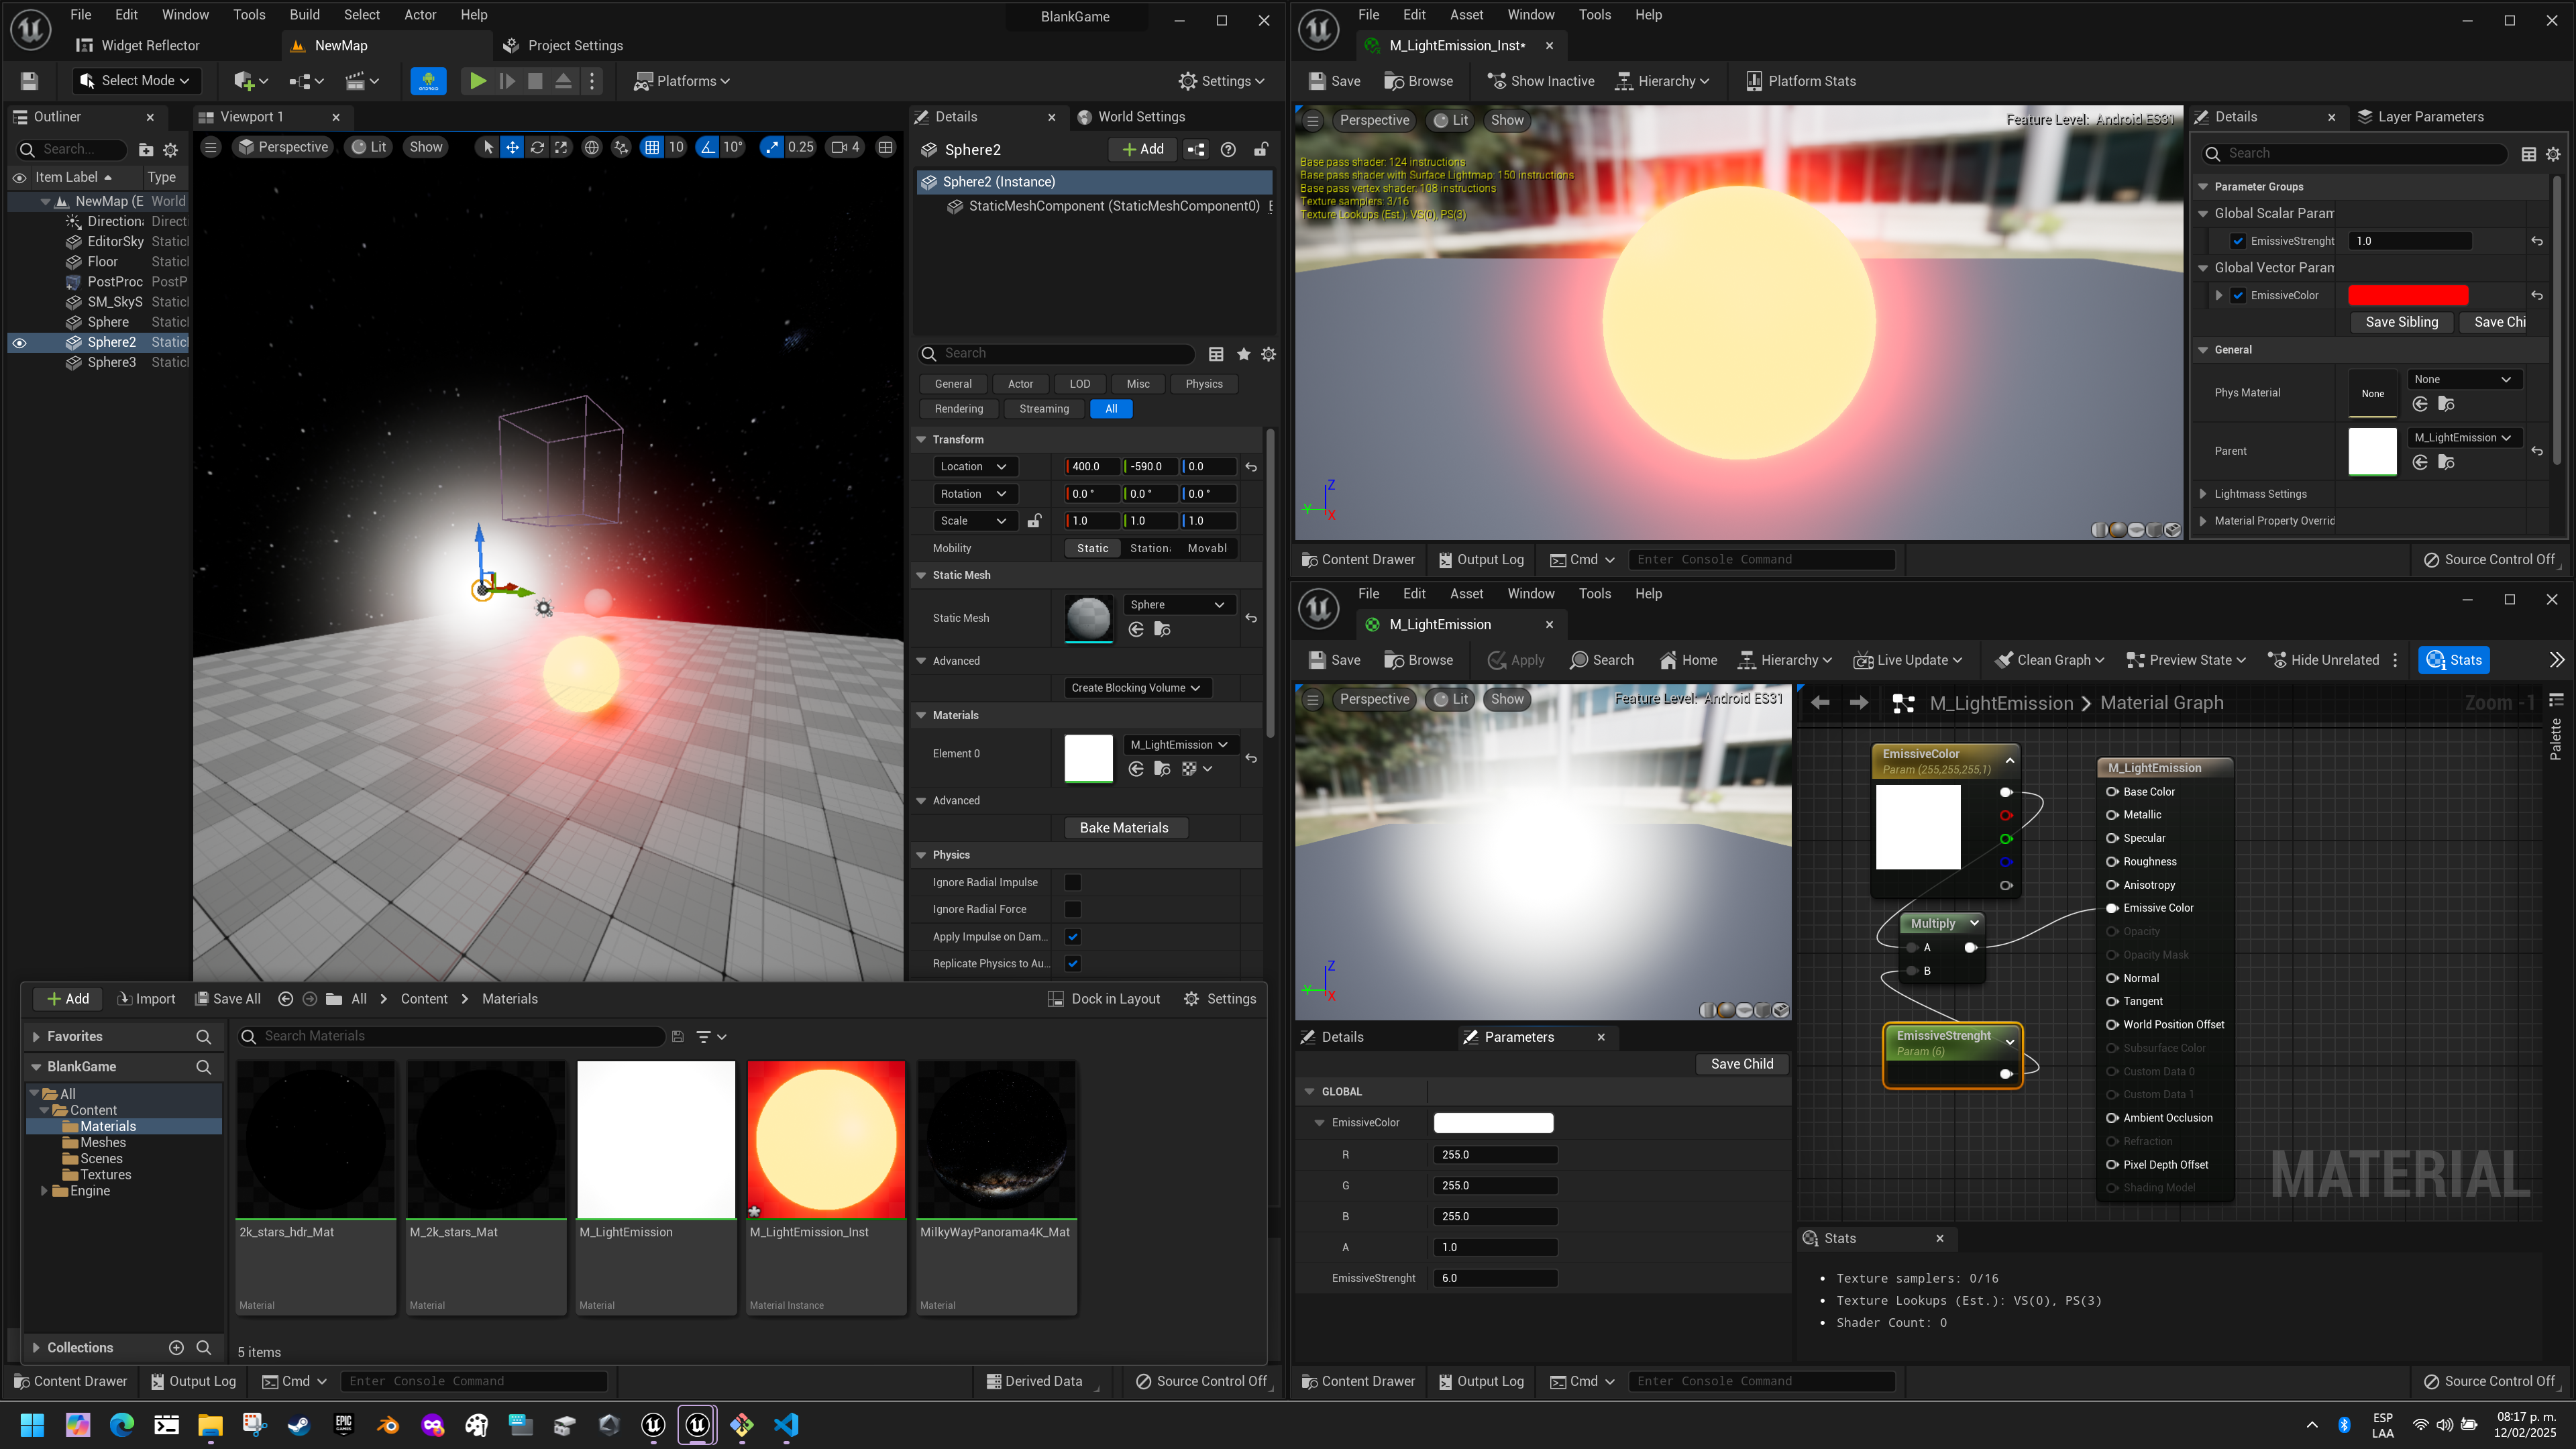 File Edit Window Tools Build Select Actor Help
BlankGame
Widget Reflector
NewMap
Project Settings
Select Mode
ANDROID
Platforms
Settings
Outliner
Search...
Item Label
Type
NewMap (E World
Direction Direct
EditorSky Static
Floor Static
PostProc PostP
SM_SkyS Static
Sphere Static
Sphere2 Static
Sphere3 Static
Viewport 1
Perspective
Lit
Show
10
10°
0.25
4
Details
World Settings
Sphere2
Add
Sphere2 (Instance)
StaticMeshComponent (StaticMeshComponent0) E
Search
General
Actor
LOD
Misc
Physics
Rendering
Streaming
All
Transform
Location
400.0
-590.0
0.0
Rotation
0.0 °
0.0 °
0.0 °
Scale
1.0
1.0
1.0
Mobility
Static
Station
Movabl
Static Mesh
Static Mesh
Sphere
Advanced
Create Blocking Volume
Materials
Element 0
M_LightEmission
Advanced
Bake Materials
Physics
Ignore Radial Impulse
Ignore Radial Force
Apply Impulse on Dam...
Replicate Physics to Au...
Add
Import
Save All
All
Content
Materials
Dock in Layout
Settings
Favorites
BlankGame
All
Content
Materials
Meshes
Scenes
Textures
Engine
Collections
Search Materials
2k_stars_hdr_Mat
Material
M_2k_stars_Mat
Material
M_LightEmission
Material
M_LightEmission_Inst
Material Instance
MilkyWayPanorama4K_Mat
Material
5 items
Content Drawer
Output Log
Cmd
Enter Console Command
Derived Data
Source Control Off
File Edit Asset Window Tools Help
M_LightEmission_Inst*
Save
Browse
Show Inactive
Hierarchy
Platform Stats
Perspective
Lit
Show
Feature Level: Android ES31
Base pass shader: 124 instructions
Base pass shader with Surface Lightmap: 150 instructions
Base pass vertex shader: 108 instructions
Texture samplers: 3/16
Texture Lookups (Est.): VS(0), PS(3)
Z
Y
X
Details
Layer Parameters
Search
Parameter Groups
Global Scalar Param
EmissiveStrenght
1.0
Global Vector Param
EmissiveColor
Save Sibling
Save Chi
General
Phys Material
None
None
Parent
M_LightEmission
Lightmass Settings
Material Property Overrid
Content Drawer
Output Log
Cmd
Enter Console Command
Source Control Off
File Edit Asset Window Tools Help
M_LightEmission
Save
Browse
Apply
Search
Home
Hierarchy
Live Update
Clean Graph
Preview State
Hide Unrelated
Stats
Perspective
Lit
Show
Feature Level: Android ES31
Z
Y
X
M_LightEmission
Material Graph
Zoom -1
Palette
EmissiveColor
Param (255,255,255,1)
Multiply
A
B
EmissiveStrenght
Param (6)
M_LightEmission
Base Color
Metallic
Specular
Roughness
Anisotropy
Emissive Color
Opacity
Opacity Mask
Normal
Tangent
World Position Offset
Subsurface Color
Custom Data 0
Custom Data 1
Ambient Occlusion
Refraction
Pixel Depth Offset
Shading Model
MATERIAL
Details
Parameters
Save Child
GLOBAL
EmissiveColor
R
255.0
G
255.0
B
255.0
A
1.0
EmissiveStrenght
6.0
Stats
Texture samplers: 0/16
Texture Lookups (Est.): VS(0), PS(3)
Shader Count: 0
Content Drawer
Output Log
Cmd
Enter Console Command
Source Control Off
EPIC GAMES
ESP
LAA
08:17 p. m.
12/02/2025